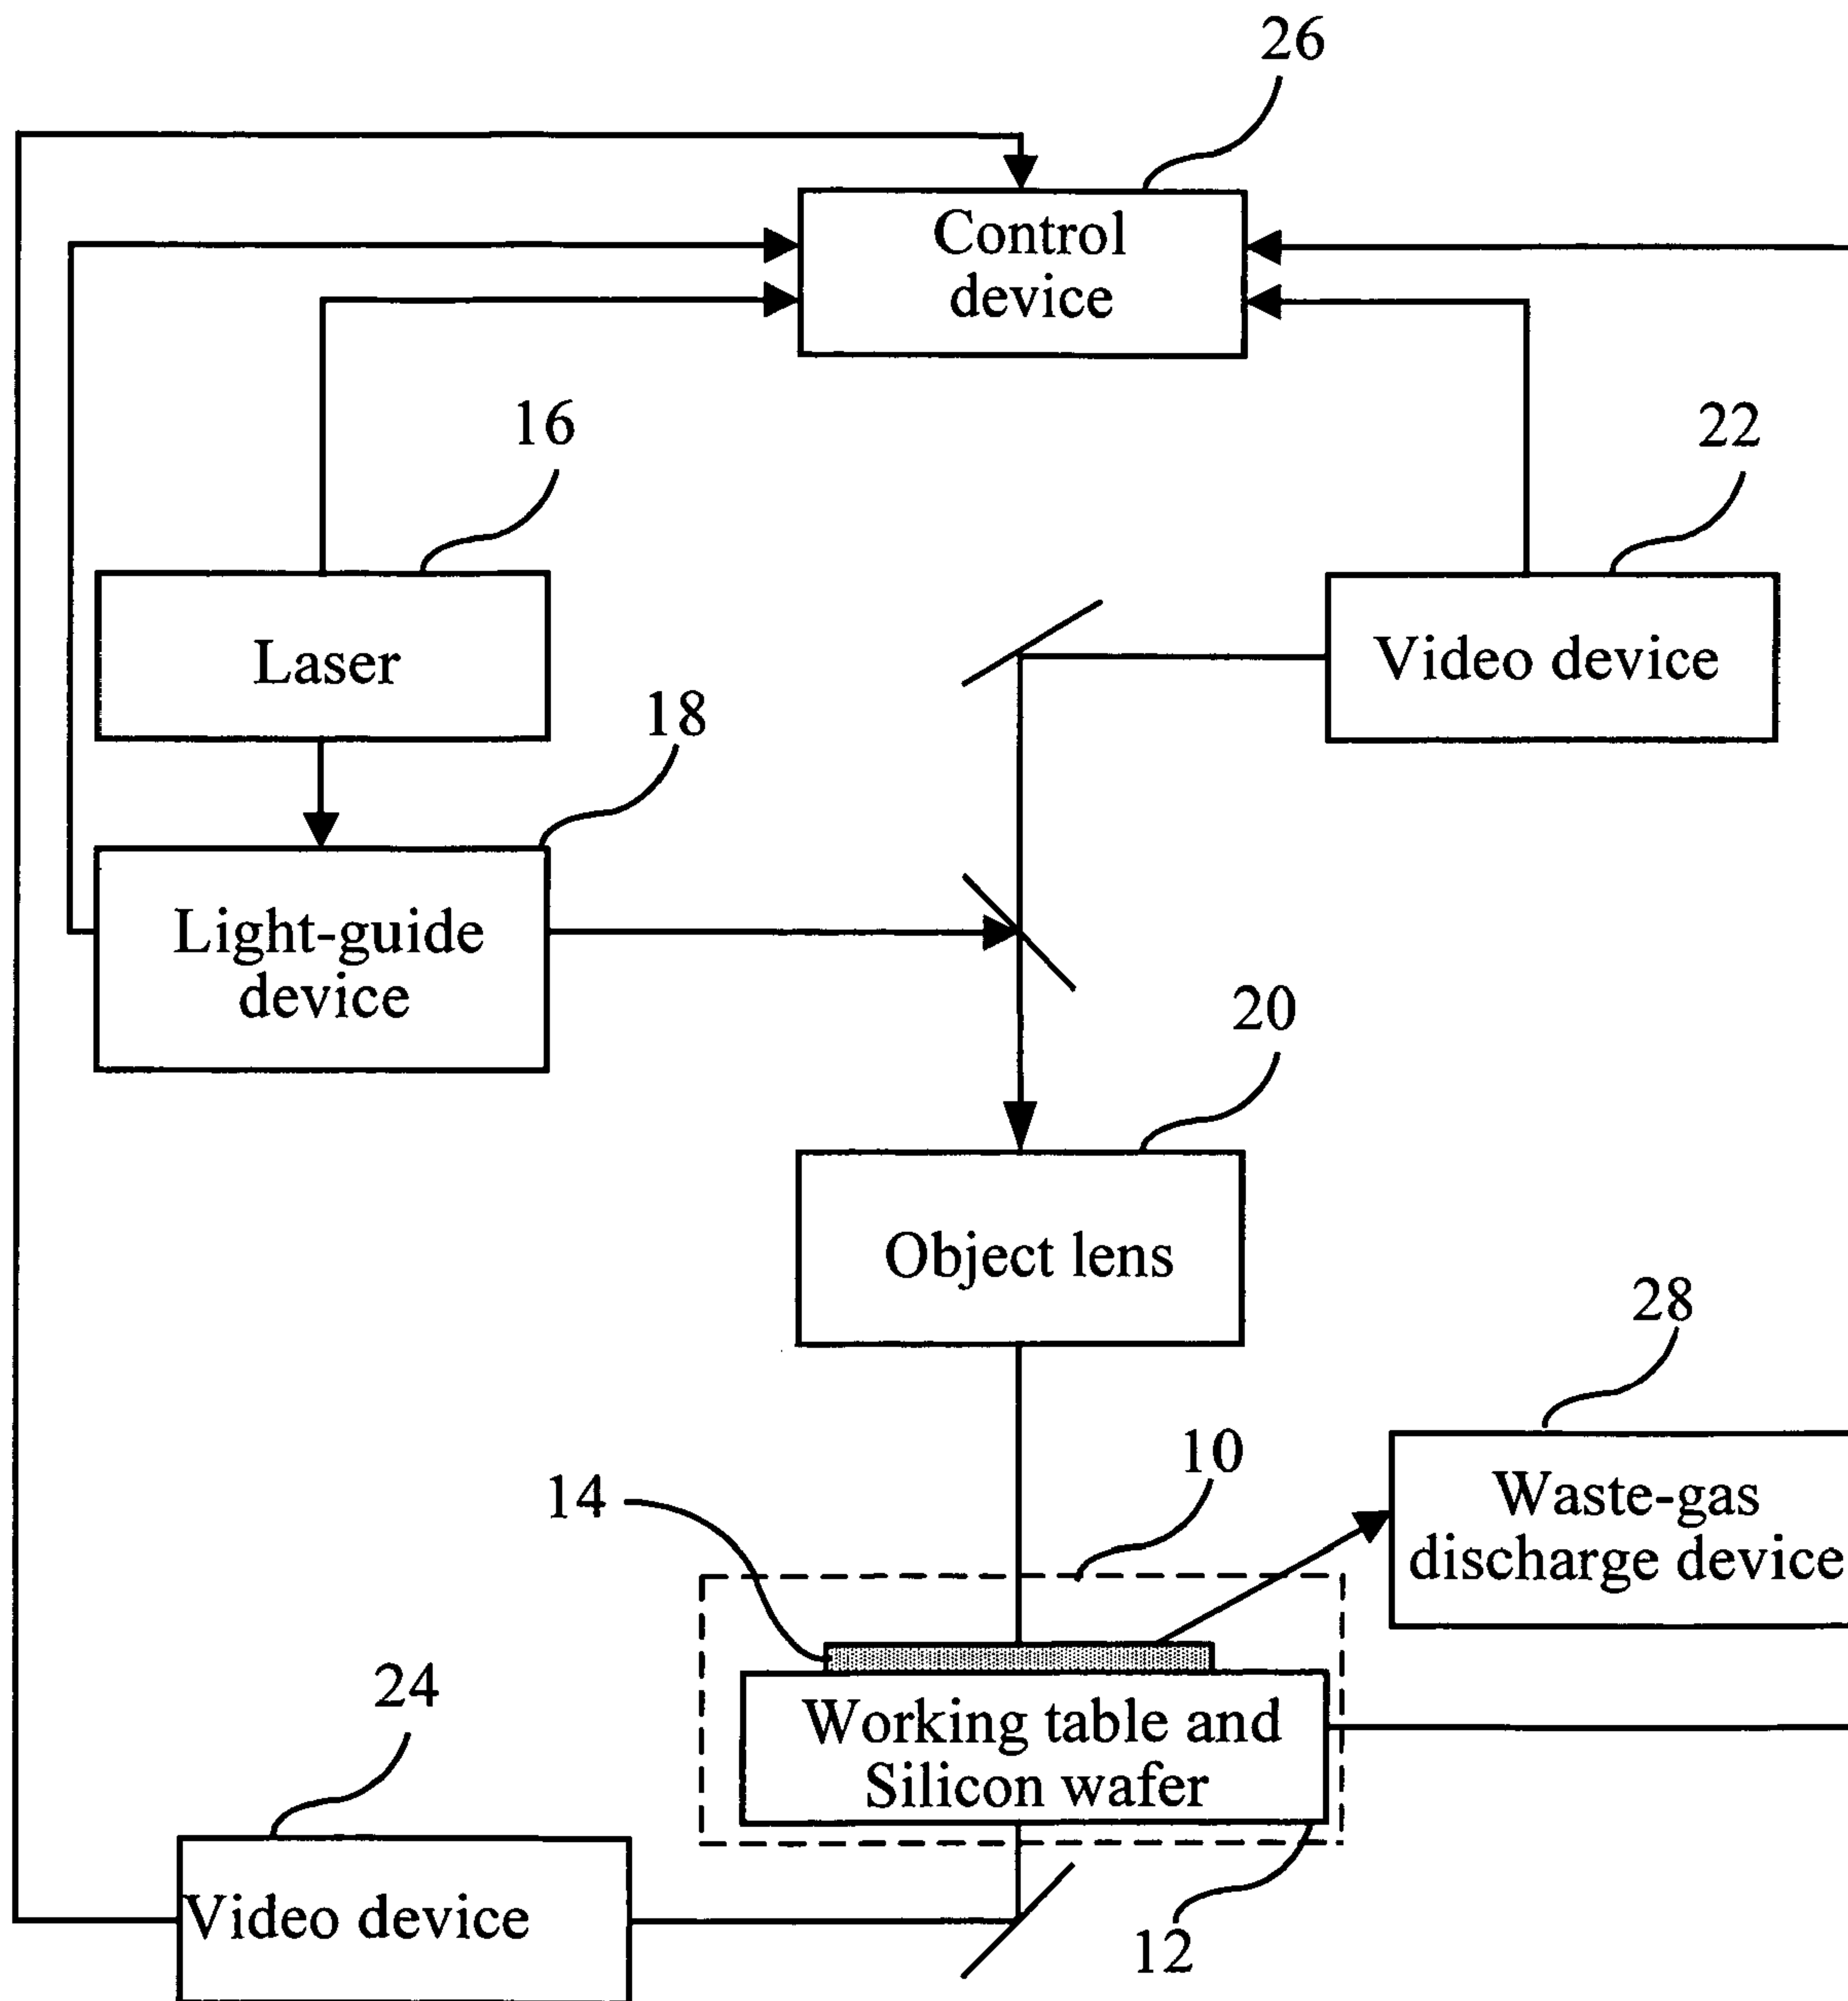 26
Control
device
16
22
Laser
Video device
18
Light-guide
device
20
Object lens
28
10
14
Waste-gas
discharge device
24
Working table and
Silicon wafer
Video device
12